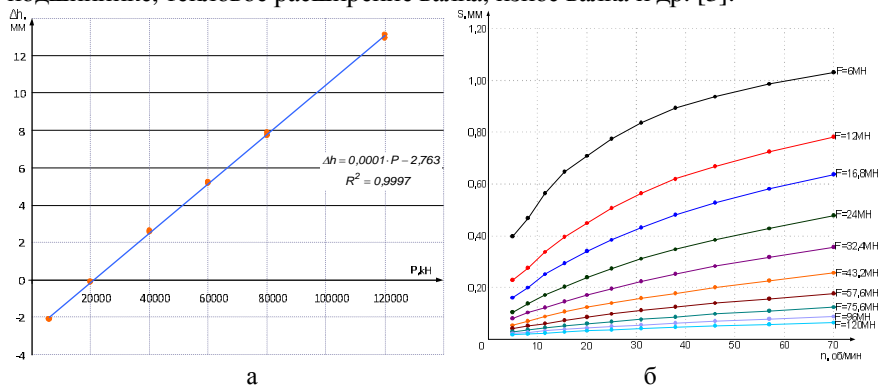 подшипнике, тепловое расширение валка, износ валка и др. [3].
Δh,
мм
14
12
10
8
6
4
2
0
-2
-4
20000 40000 60000 80000 100000 120000
P,кН
Δh = 0,0001· P – 2,763
R² = 0,9997
а
S, мм
1,20
1,00
0,80
0,60
0,40
0,20
0
10 20 30 40 50 60 70
n, об/мин
F=6МН
F=12МН
F=16,8МН
F=24МН
F=32,4МН
F=43,2МН
F=57,6МН
F=75,6МН
F=96МН
F=120МН
б